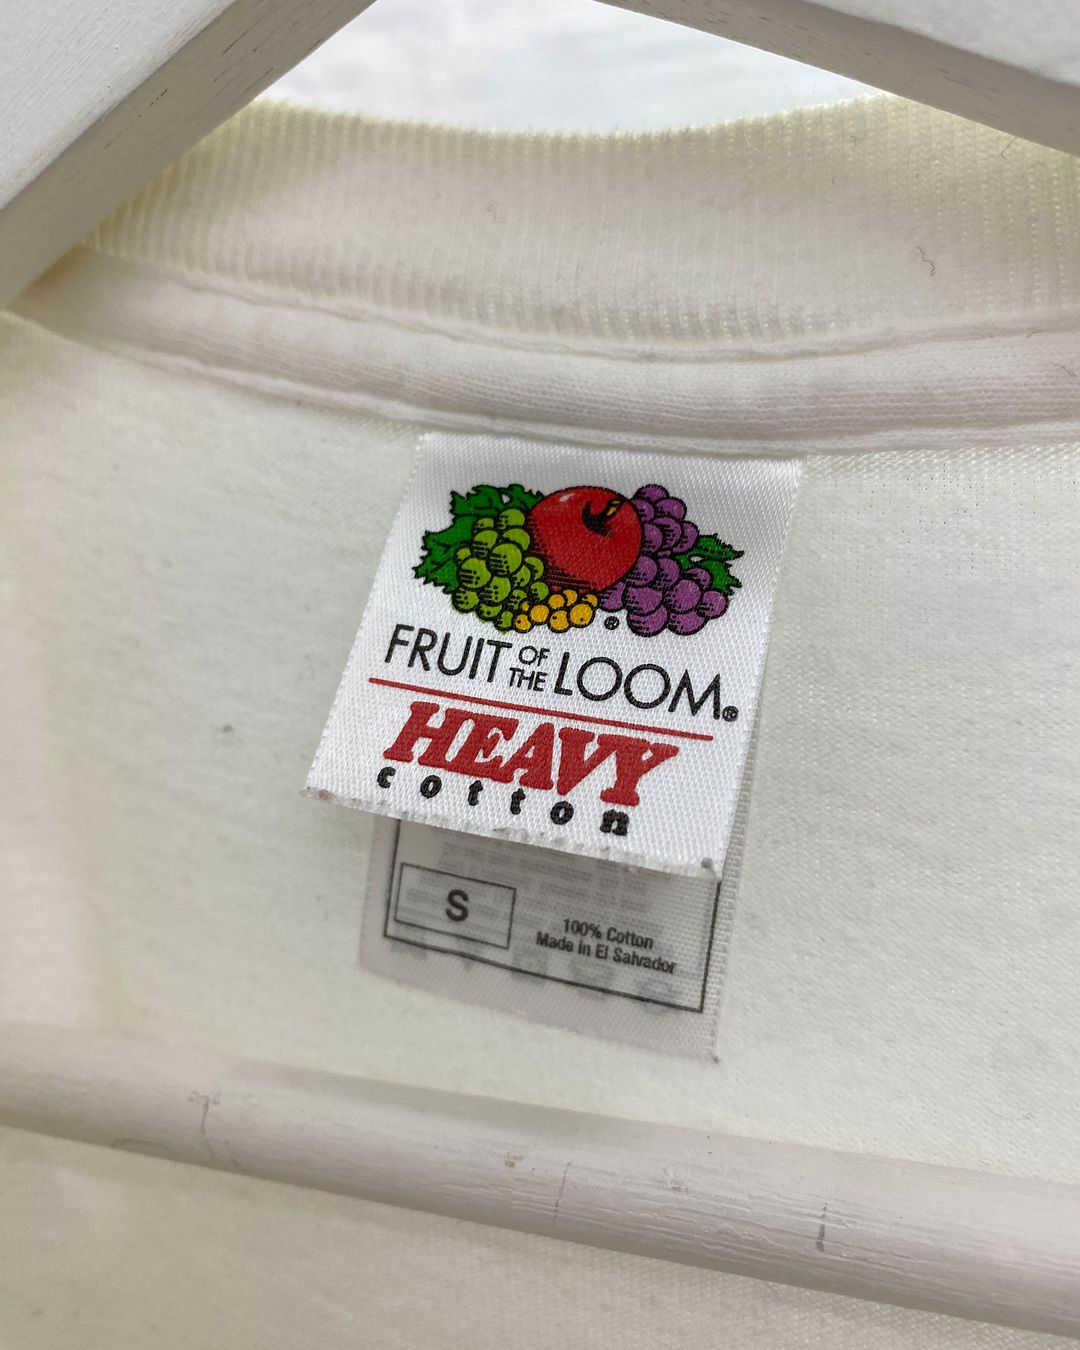 ®
FRUIT OF THE LOOM®
HEAVY
cotton
S
100% Cotton
Made in El Salvador